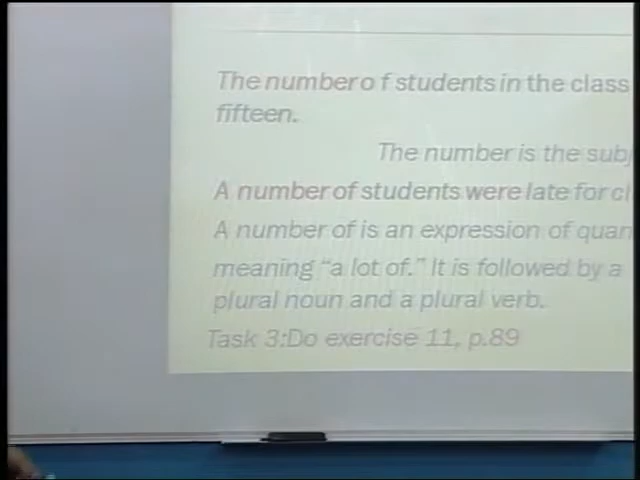 The number o f students in the class
fifteen.
The number is the subj
A number of students were late for cl
A number of is an expression of quan
meaning “a lot of.” It is followed by a
plural noun and a plural verb.
Task 3:Do exercise 11, p.89